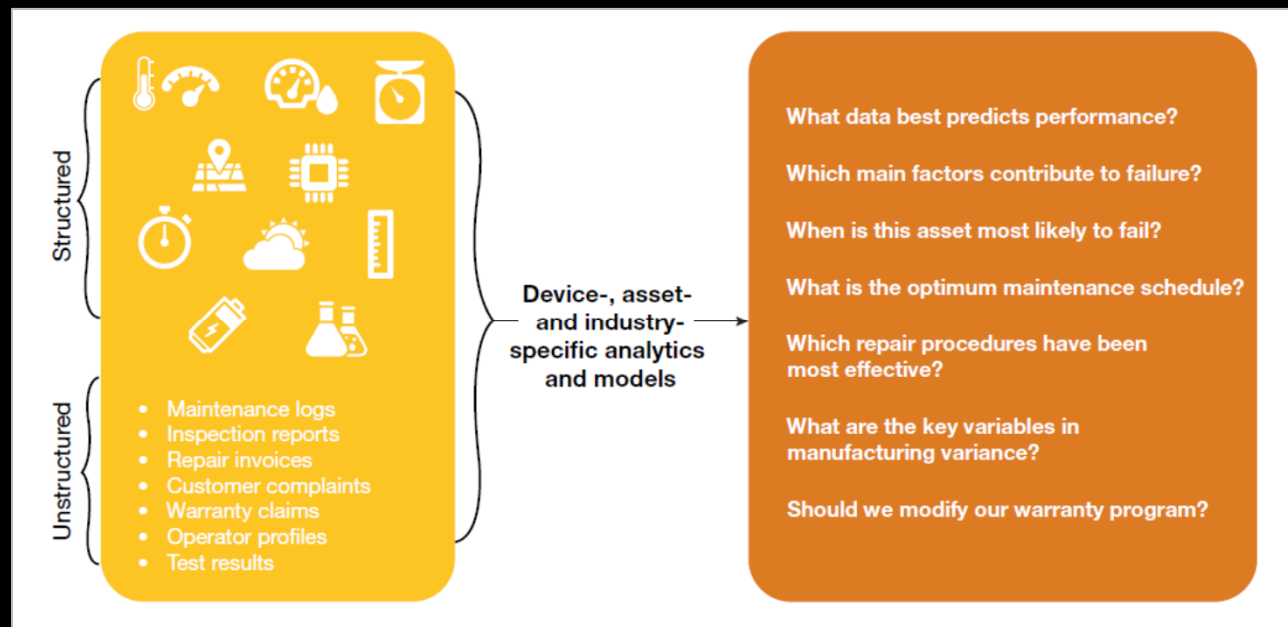 Structured
Unstructured
• Maintenance logs
• Inspection reports
• Repair invoices
• Customer complaints
• Warranty claims
• Operator profiles
• Test results
Device-, asset-
and industry-
specific analytics
and models
What data best predicts performance?
Which main factors contribute to failure?
When is this asset most likely to fail?
What is the optimum maintenance schedule?
Which repair procedures have been
most effective?
What are the key variables in
manufacturing variance?
Should we modify our warranty program?